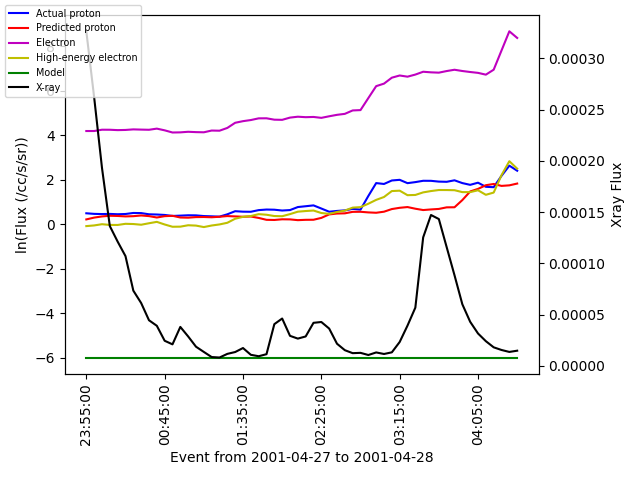 Actual proton
Predicted proton
Electron
High-energy electron
Model
X-ray
8
6
4
2
0
−2
−4
−6
ln(Flux (/cc/s/sr))
0.00030
0.00025
0.00020
0.00015
0.00010
0.00005
0.00000
Xray Flux
23:55:00
00:45:00
01:35:00
02:25:00
03:15:00
04:05:00
Event from 2001-04-27 to 2001-04-28